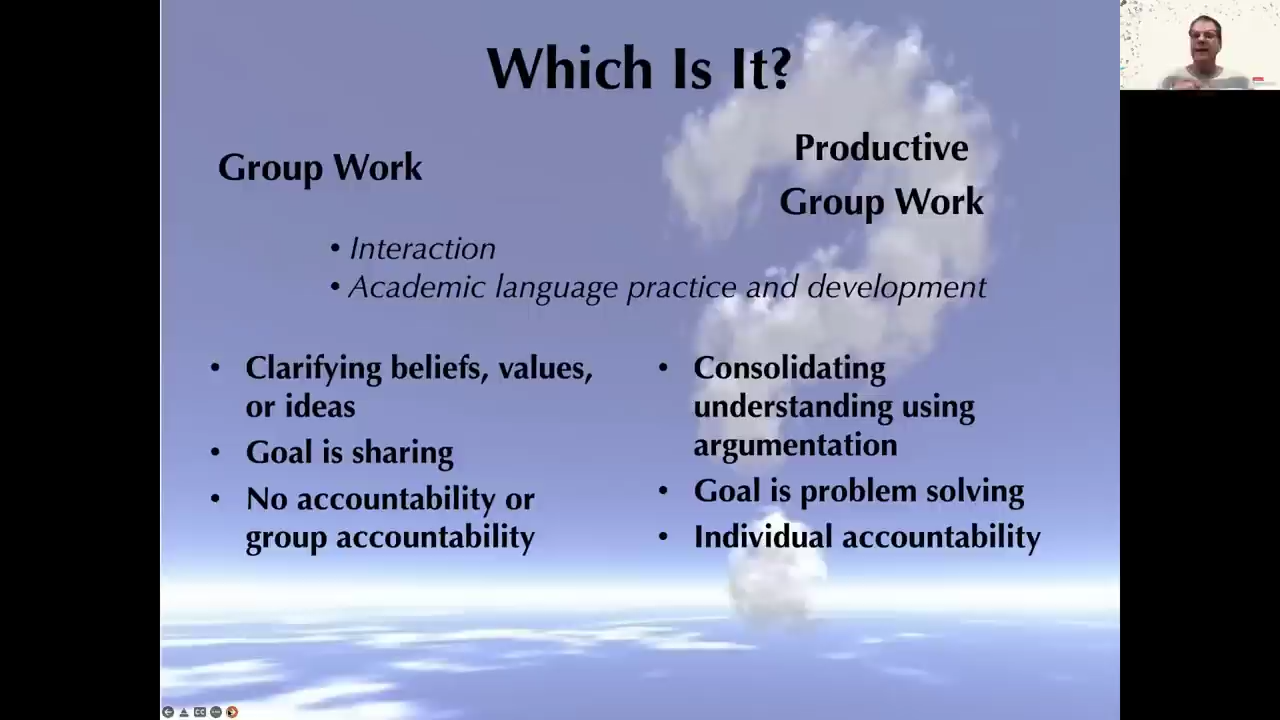 Which Is It?
Group Work
Productive
Group Work
• Interaction
• Academic language practice and development
• Clarifying beliefs, values,
or ideas
• Goal is sharing
• No accountability or
group accountability
• Consolidating
understanding using
argumentation
• Goal is problem solving
• Individual accountability